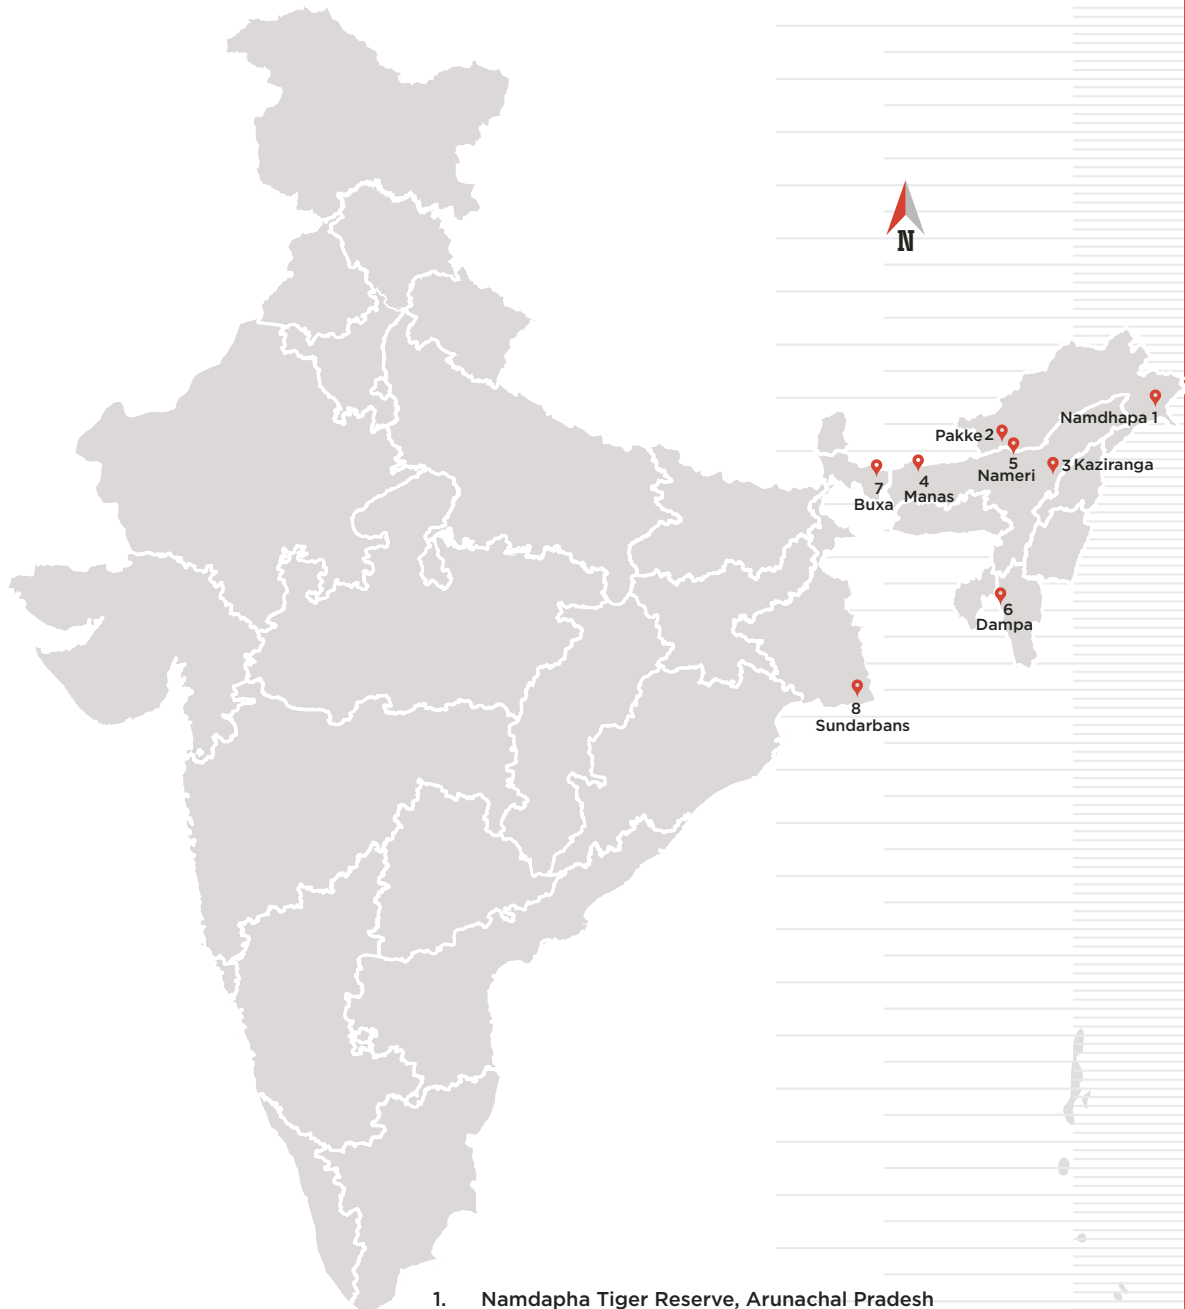 N
Namdhapa 1
Pakke 2
5
Nameri
3 Kaziranga
4
Manas
7
Buxa
6
Dampa
8
Sundarbans
1. Namdapha Tiger Reserve, Arunachal Pradesh